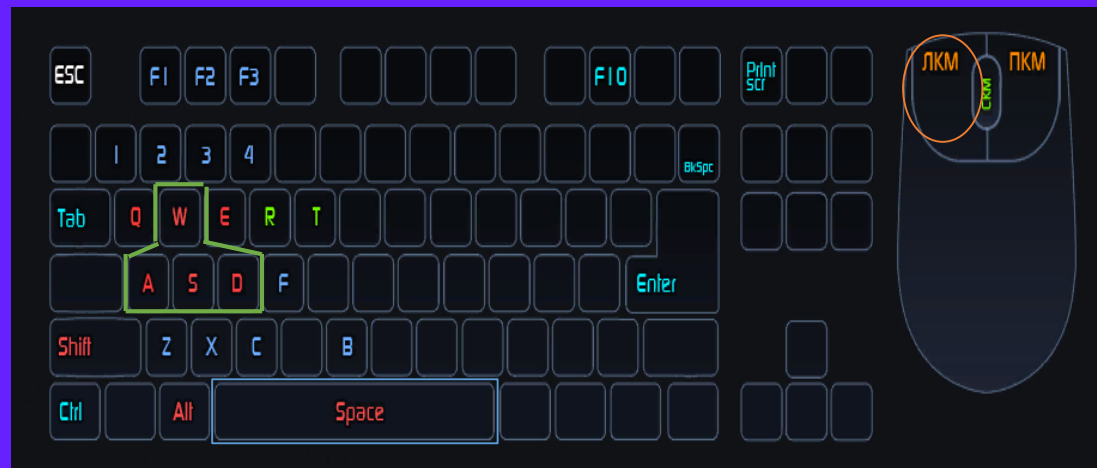 ESC F1 F2 F3 F10 Prlnt
scr
ЛКМ ПКМ
СКМ
1 2 3 4 BkSpc
Tab Q W E R T
A S D F Enter
Shift Z X C B
Ctrl Alt Space